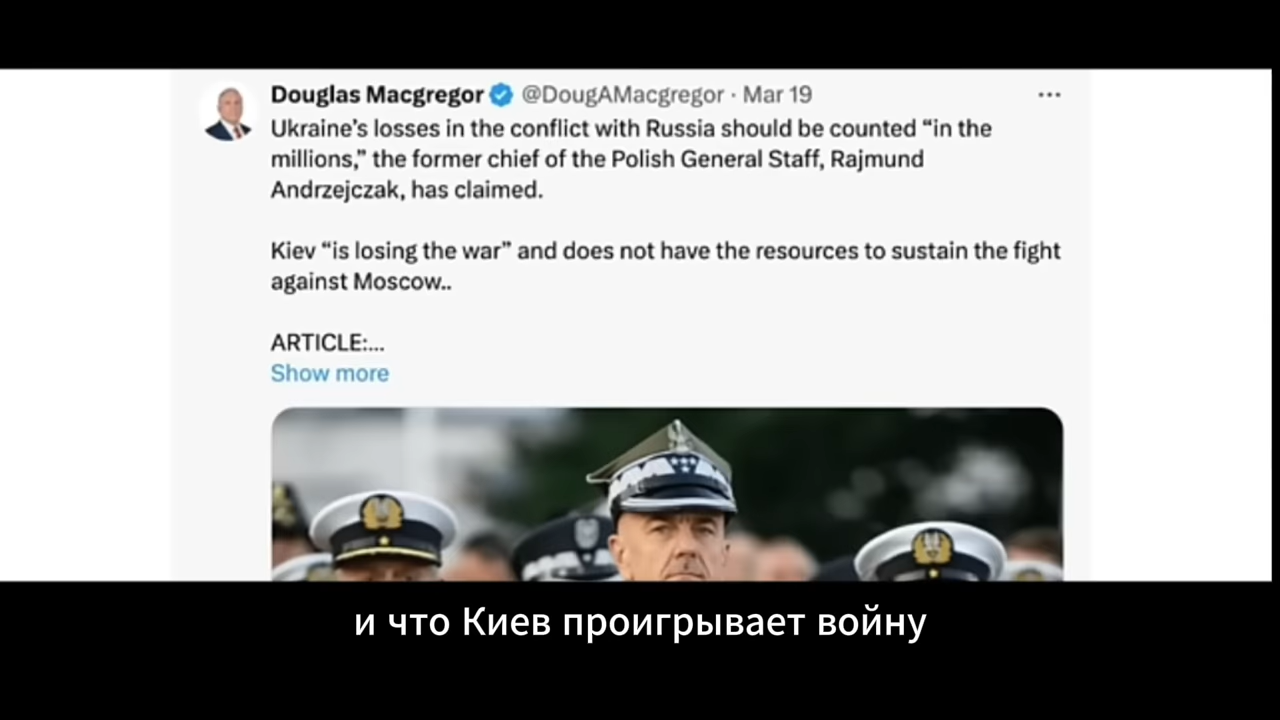 Douglas Macgregor @DougAMacgregor · Mar 19
Ukraine’s losses in the conflict with Russia should be counted “in the
millions,” the former chief of the Polish General Staff, Rajmund
Andrzejczak, has claimed.
Kiev “is losing the war” and does not have the resources to sustain the fight
against Moscow..
ARTICLE:...
Show more
и что Киев проигрывает войну